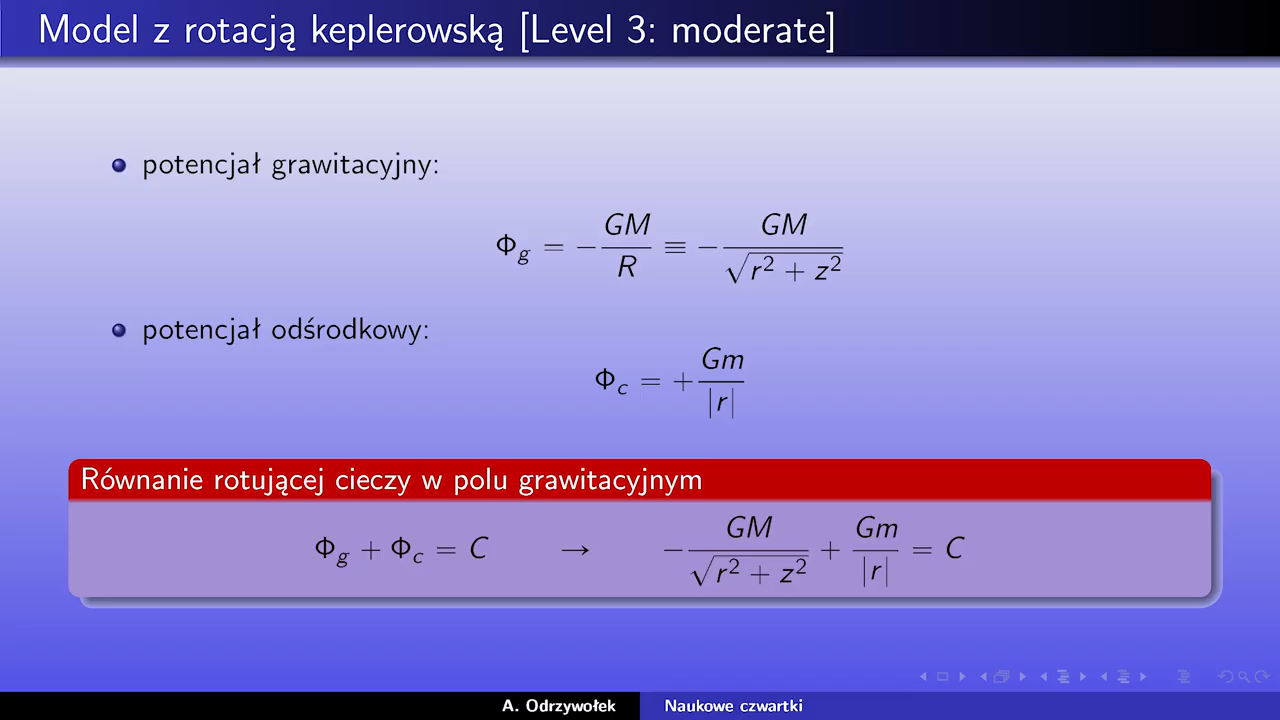 Model z rotacją keplerowską [Level 3: moderate]
potencjał grawitacyjny:
Φ_g = −GM/R ≡ −GM/√(r² + z²)
potencjał odśrodkowy:
Φ_c = +Gm/|r|
Równanie rotującej cieczy w polu grawitacyjnym
Φ_g + Φ_c = C → −GM/√(r² + z²) + Gm/|r| = C
A. Odrzywołek Naukowe czwartki